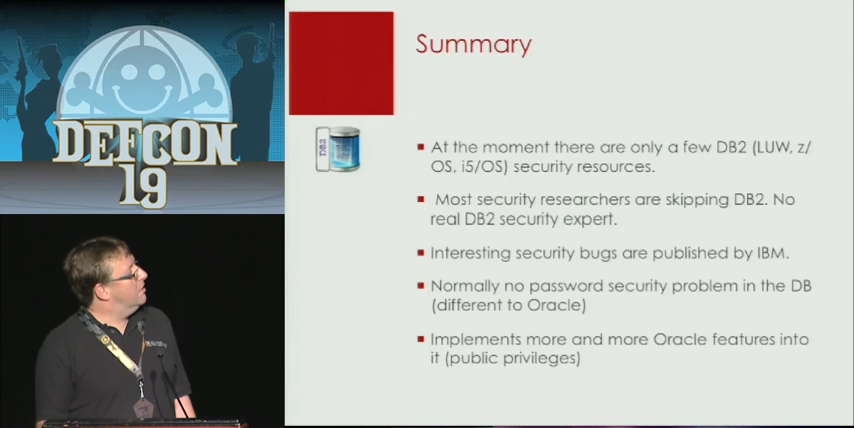 DEFCON
19
Summary
DB2
At the moment there are only a few DB2 (LUW, z/
OS, i5/OS) security resources.
Most security researchers are skipping DB2. No
real DB2 security expert.
Interesting security bugs are published by IBM.
Normally no password security problem in the DB
(different to Oracle)
Implements more and more Oracle features into
it (public privileges)